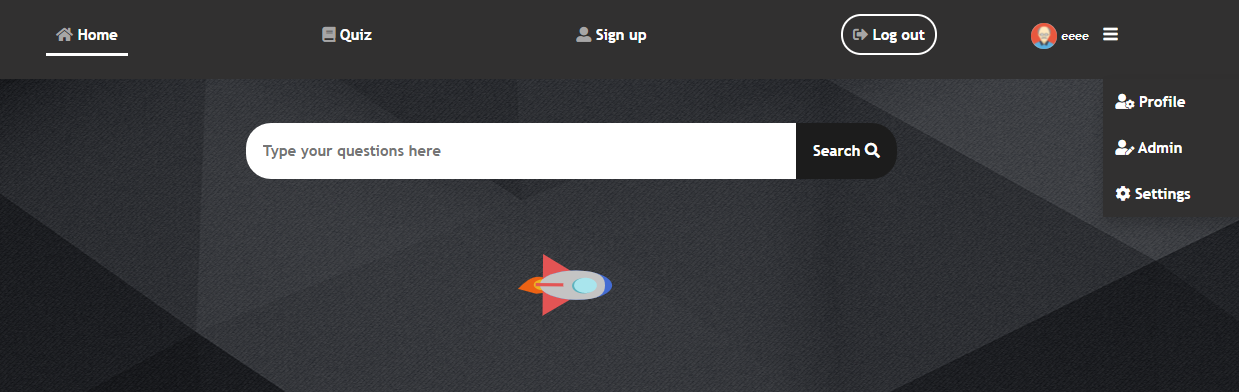 Home
Quiz
Sign up
Log out
eeee
Profile
Admin
Settings
Type your questions here
Search